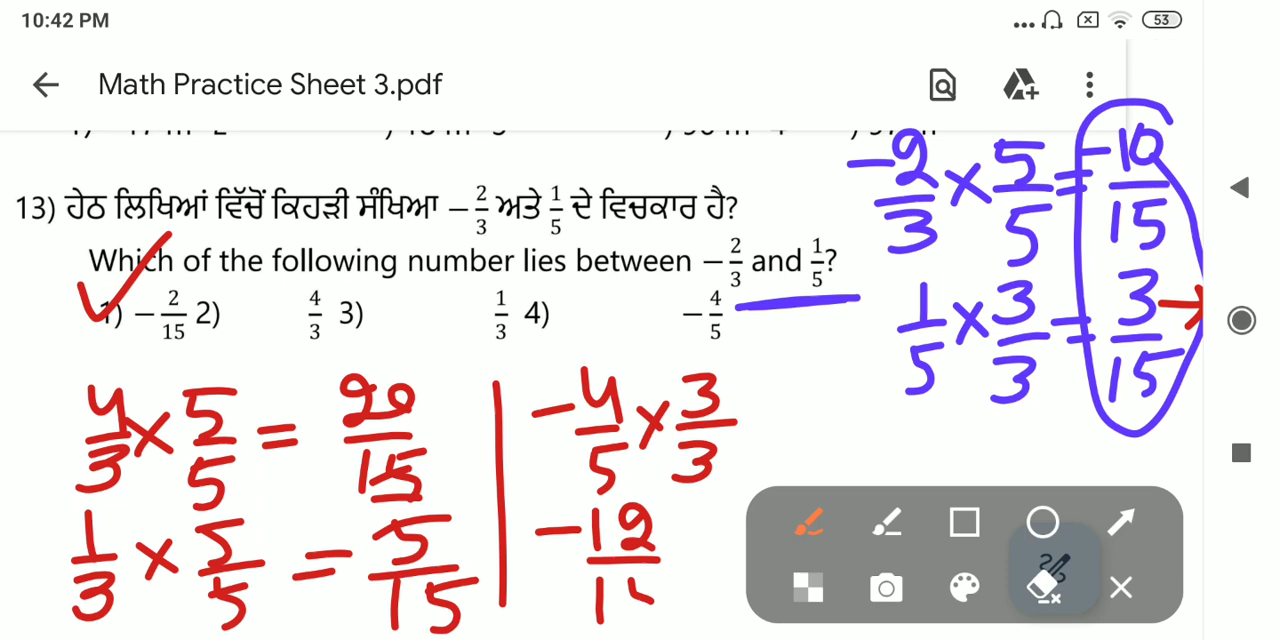 10:42 PM 53
Math Practice Sheet 3.pdf
13) ਹੇਠ ਲਿਖਿਆਂ ਵਿੱਚੋਂ ਕਿਹੜੀ ਸੰਖਿਆ −2/3 ਅਤੇ 1/5 ਦੇ ਵਿਚਕਾਰ ਹੈ?
Which of the following number lies between −2/3 and 1/5?
1) −2/15 2) 4/3 3) 1/3 4) −4/5
−2/3 × 5/5 = −10/15
1/5 × 3/3 = 3/15
4/3 × 5/5 = 20/15
1/3 × 5/5 = 5/15
−4/5 × 3/3
−12/15